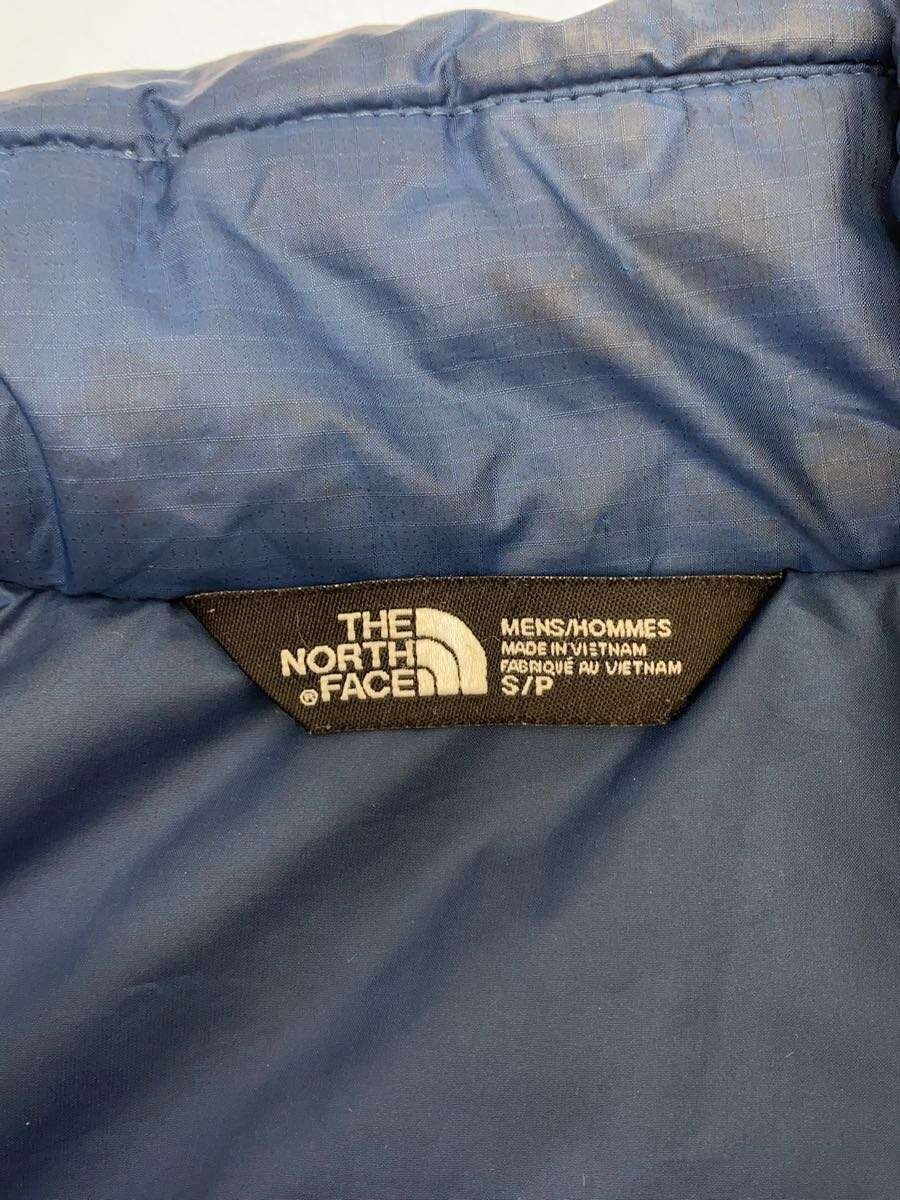 THE
NORTH
®FACE
MENS/HOMMES
MADE IN VIETNAM
FABRIQUÉ AU VIETNAM
S/P